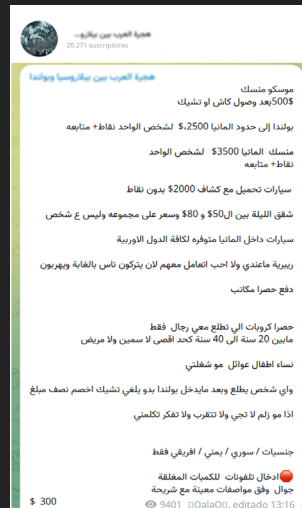 هجرة العرب بين بيلارو...
20.271 suscriptores
هجرة العرب بين بيلاروسيا وبولندا
موسكو منسك
500$بعد وصول كاش او تشيك
بولندا إلى حدود المانيا 2500$، لشخص الواحد نقاط+ متابعه
منسك المانيا 3500$ لشخص الواحد
نقاط+ متابعه
سيارات تحميل مع كشاف 2000$ بدون نقاط
شقق الليلة بين ال50$ و 80$ وسعر على مجموعه وليس ع شخص
سيارات داخل المانيا متوفره لكافة الدول الاوربية
ريبرية ماعندي ولا احب اتعامل معهم لان يتركون ناس بالغابة ويهربون
دفع حصرا مكاتب
حصرا كروبات الي تطلع معي رجال فقط
مابين 20 سنة الى 40 سنة كحد اقصى لا سمين ولا مريض
نساء اطفال عوائل مو شغلتي
واي شخص يطلع وبعد مايدخل بولندا بدو يلغي تشيك اخصم نصف مبلغ
اذا مو زلم لا تجي ولا تتقرب ولا تفكر تكلمني
جنسيات / سوري / يمني / افريقي فقط
🛑ادخال تلفونات للكمبات المغلقة
جوال وفق مواصفات معينة مع شريحة
300 $
9401 ▯QalaQ▯, editado 13:16